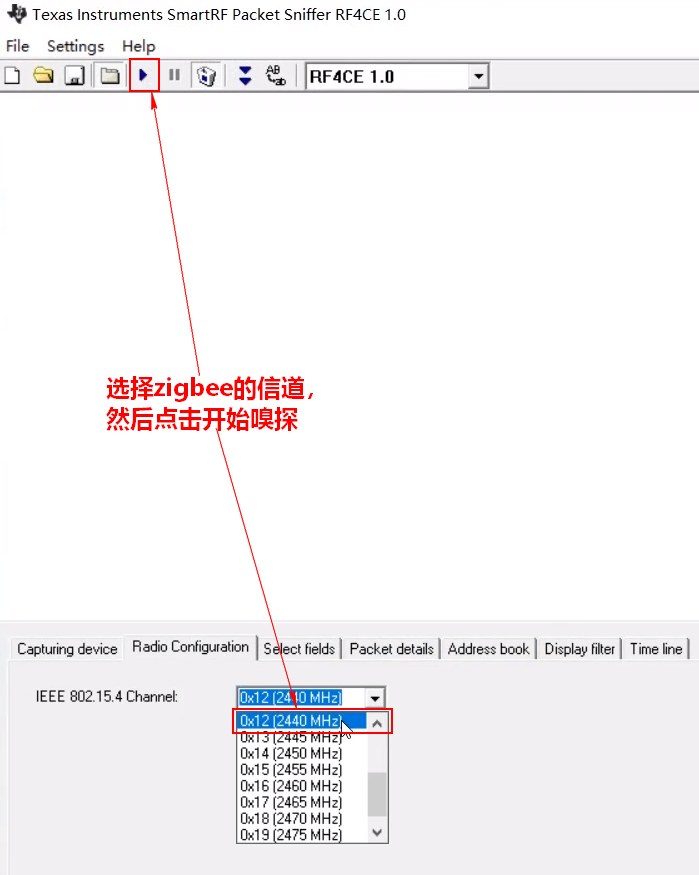 Texas Instruments SmartRF Packet Sniffer RF4CE 1.0
File Settings Help
AB
ab
RF4CE 1.0
选择zigbee的信道，
然后点击开始嗅探
Capturing device Radio Configuration Select fields Packet details Address book Display filter Time line
IEEE 802.15.4 Channel: 0x12 (2440 MHz)
0x12 (2440 MHz)
0x13 (2445 MHz)
0x14 (2450 MHz)
0x15 (2455 MHz)
0x16 (2460 MHz)
0x17 (2465 MHz)
0x18 (2470 MHz)
0x19 (2475 MHz)